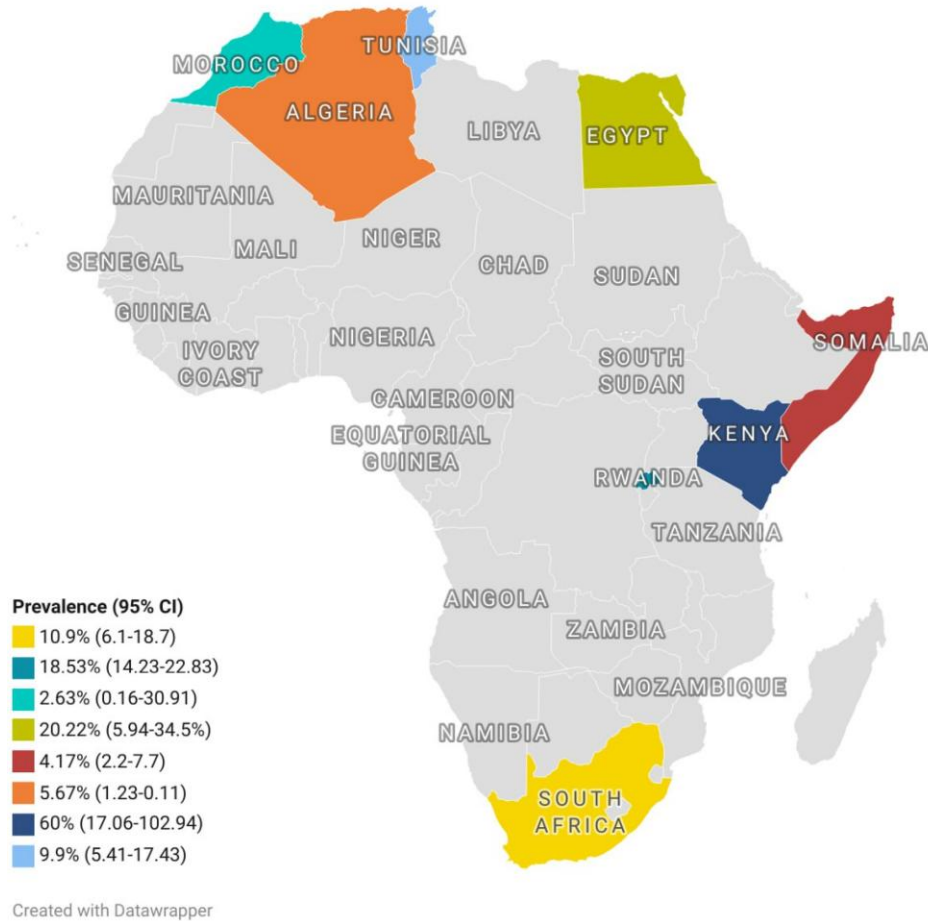 TUNISIA
MOROCCO
ALGERIA
LIBYA
EGYPT
MAURITANIA
MALI
NIGER
CHAD
SUDAN
SENEGAL
GUINEA
NIGERIA
IVORY
COAST
SOUTH
SUDAN
SOMALIA
CAMEROON
EQUATORIAL
GUINEA
KENYA
RWANDA
TANZANIA
ANGOLA
ZAMBIA
MOZAMBIQUE
NAMIBIA
SOUTH
AFRICA
Prevalence (95% CI)
10.9% (6.1-18.7)
18.53% (14.23-22.83)
2.63% (0.16-30.91)
20.22% (5.94-34.5%)
4.17% (2.2-7.7)
5.67% (1.23-0.11)
60% (17.06-102.94)
9.9% (5.41-17.43)
Created with Datawrapper